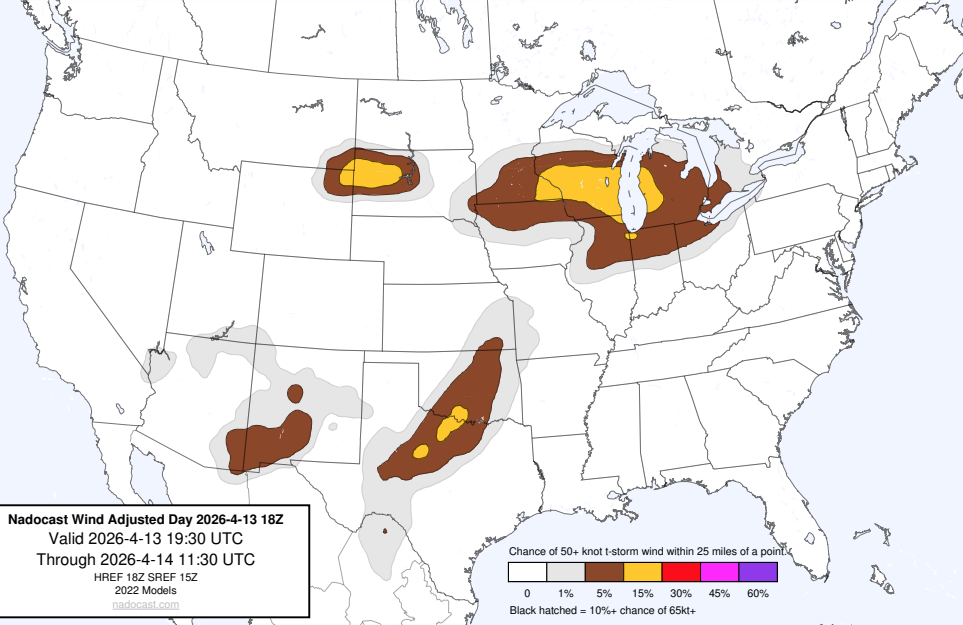 Nadocast Wind Adjusted Day 2026-4-13 18Z
Valid 2026-4-13 19:30 UTC
Through 2026-4-14 11:30 UTC
HREF 18Z SREF 15Z
2022 Models
nadocast.com
Chance of 50+ knot t-storm wind within 25 miles of a point.
0 1% 5% 15% 30% 45% 60%
Black hatched = 10%+ chance of 65kt+